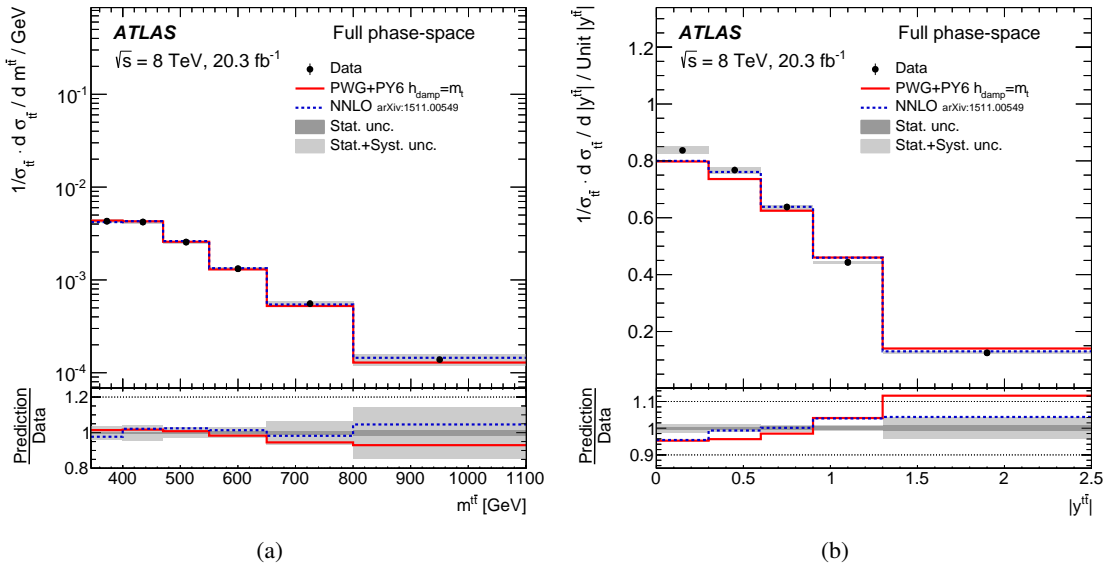 ATLAS Full phase-space
√s = 8 TeV, 20.3 fb⁻¹
Data
PWG+PY6 h_damp=m_t
NNLO arXiv:1511.00549
Stat. unc.
Stat.+Syst. unc.
1/σ_tt̄ · d σ_tt̄ / d m^tt̄ / GeV
10⁻¹
10⁻²
10⁻³
10⁻⁴
Prediction
Data
1.2
1
0.8
400 500 600 700 800 900 1000 1100
m^tt̄ [GeV]
(a)
ATLAS Full phase-space
√s = 8 TeV, 20.3 fb⁻¹
Data
PWG+PY6 h_damp=m_t
NNLO arXiv:1511.00549
Stat. unc.
Stat.+Syst. unc.
1/σ_tt̄ · d σ_tt̄ / d |y^tt̄| / Unit |y^tt̄|
1.2
1
0.8
0.6
0.4
0.2
Prediction
Data
1.1
1
0.9
0 0.5 1 1.5 2 2.5
|y^tt̄|
(b)